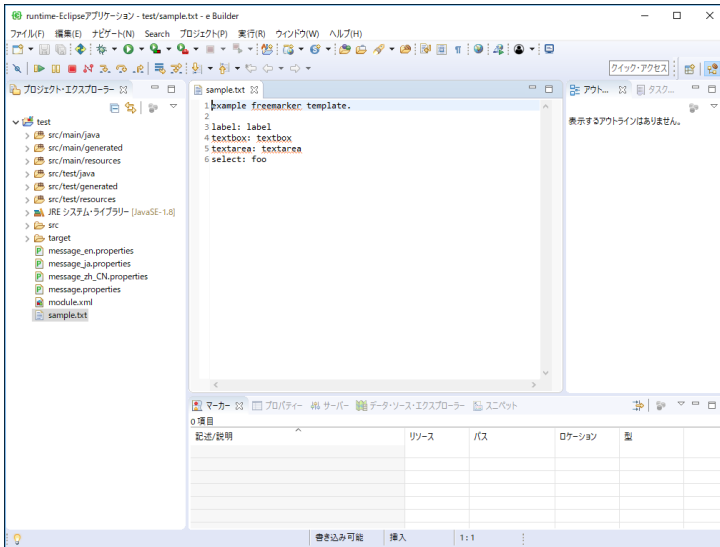 runtime-Eclipseアプリケーション - test/sample.txt - e Builder
ファイル(F) 編集(E) ナビゲート(N) Search プロジェクト(P) 実行(R) ウィンドウ(W) ヘルプ(H)
クイック・アクセス
プロジェクト・エクスプローラー
test
src/main/java
src/main/generated
src/main/resources
src/test/java
src/test/generated
src/test/resources
JRE システム・ライブラリー [JavaSE-1.8]
src
target
message_en.properties
message_ja.properties
message_zh_CN.properties
message.properties
module.xml
sample.txt
sample.txt
1 example freemarker template.
2
3 label: label
4 textbox: textbox
5 textarea: textarea
6 select: foo
アウト... タスク...
表示するアウトラインはありません。
マーカー プロパティー サーバー データ・ソース・エクスプローラー スニペット
0 項目
記述/説明 リソース パス ロケーション 型
書き込み可能 挿入 1:1